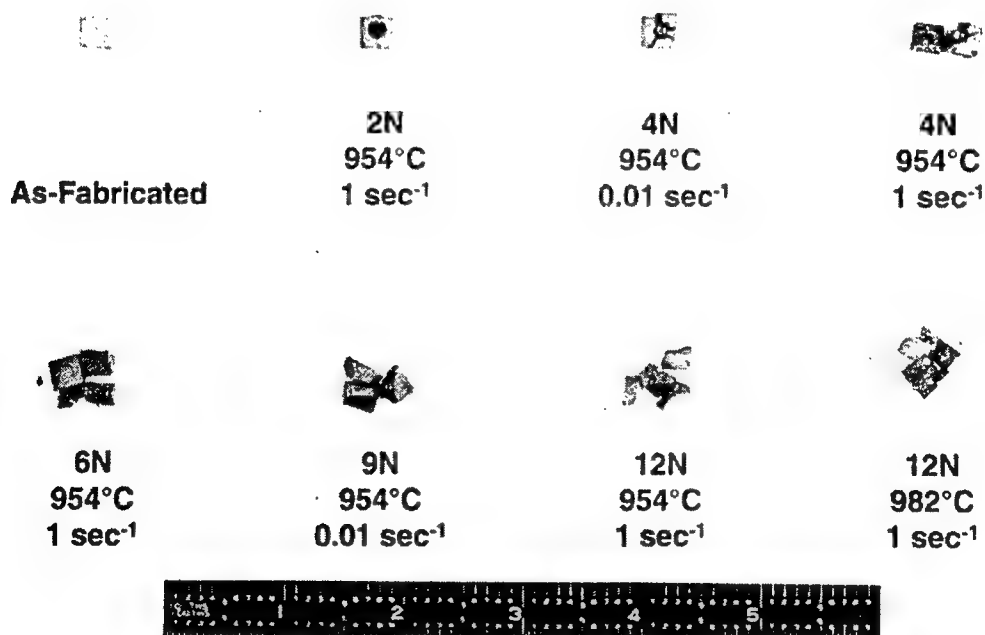 As-Fabricated
2N
954°C
1 sec⁻¹
4N
954°C
0.01 sec⁻¹
4N
954°C
1 sec⁻¹
6N
954°C
1 sec⁻¹
9N
954°C
0.01 sec⁻¹
12N
954°C
1 sec⁻¹
12N
982°C
1 sec⁻¹
1 2 3 4 5